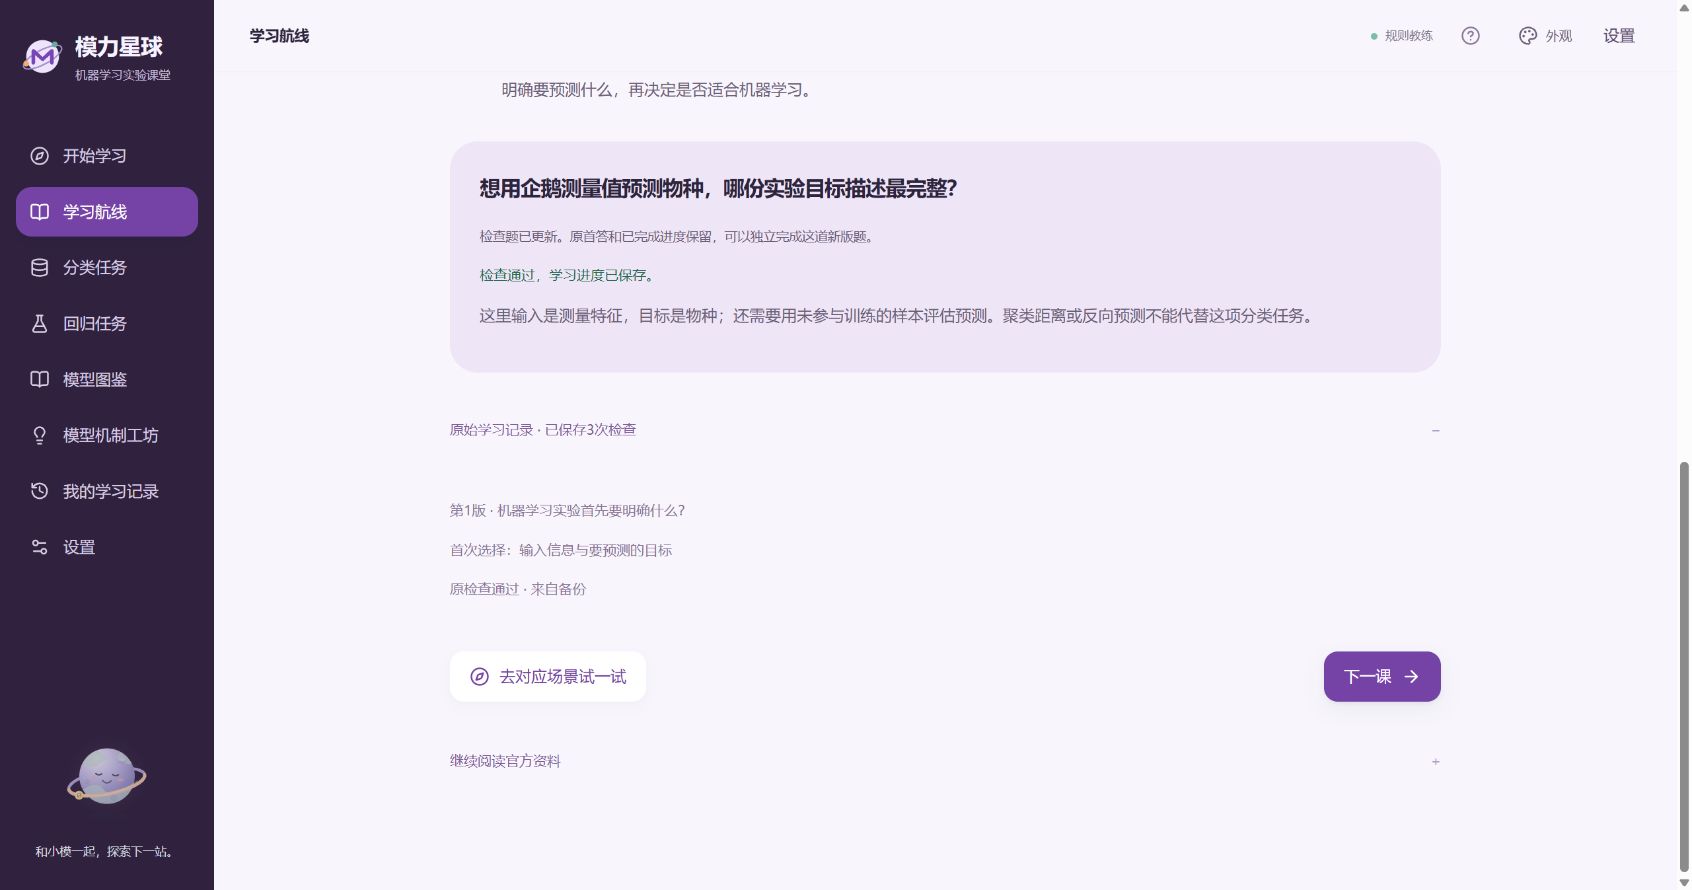 模力星球
机器学习实验课堂
开始学习
学习航线
分类任务
回归任务
模型图鉴
模型机制工坊
我的学习记录
设置
和小模一起，探索下一站。
学习航线
规则教练
?
外观
设置
明确要预测什么，再决定是否适合机器学习。
想用企鹅测量值预测物种，哪份实验目标描述最完整？
检查题已更新。原首答和已完成进度保留，可以独立完成这道新版题。
检查通过，学习进度已保存。
这里输入是测量特征，目标是物种；还需要用未参与训练的样本评估预测。聚类距离或反向预测不能代替这项分类任务。
原始学习记录 · 已保存3次检查
−
第1版 · 机器学习实验首先要明确什么？
首次选择：输入信息与要预测的目标
原检查通过 · 来自备份
去对应场景试一试
下一课 →
继续阅读官方资料
+